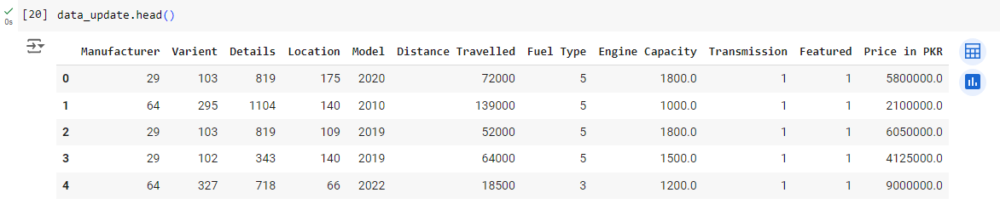 [20] data_update.head()
0s
Manufacturer Varient Details Location Model Distance Travelled Fuel Type Engine Capacity Transmission Featured Price in PKR
0 29 103 819 175 2020 72000 5 1800.0 1 1 5800000.0
1 64 295 1104 140 2010 139000 5 1000.0 1 1 2100000.0
2 29 103 819 109 2019 52000 5 1800.0 1 1 6050000.0
3 29 102 343 140 2019 64000 5 1500.0 1 1 4125000.0
4 64 327 718 66 2022 18500 3 1200.0 1 1 9000000.0